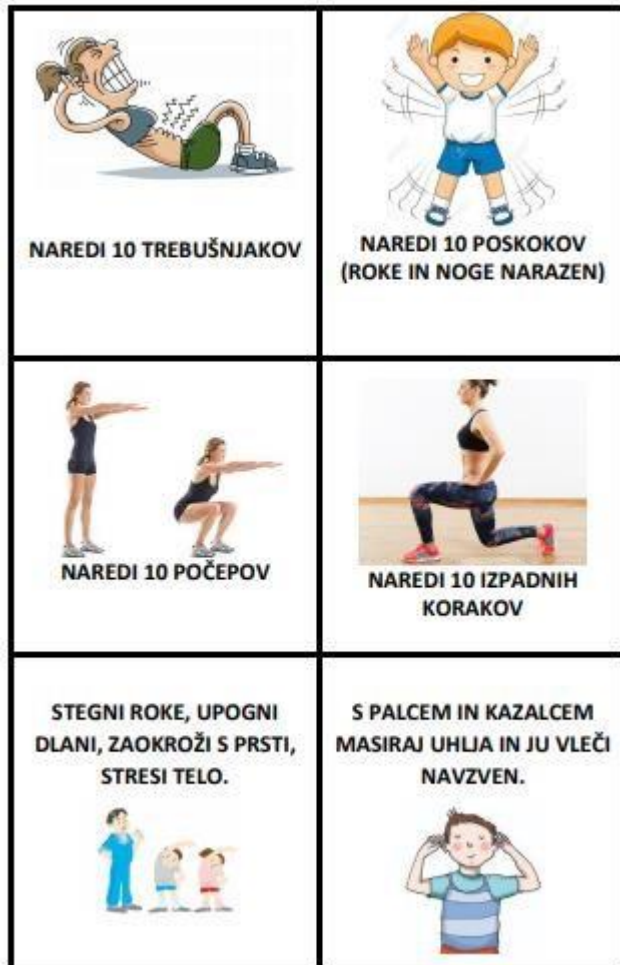 NAREDI 10 TREBUŠNJAKOV
NAREDI 10 POSKOKOV
(ROKE IN NOGE NARAZEN)
NAREDI 10 POČEPOV
NAREDI 10 IZPADNIH
KORAKOV
STEGNI ROKE, UPOGNI
DLANI, ZAOKROŽI S PRSTI,
STRESI TELO.
S PALCEM IN KAZALCEM
MASIRAJ UHLJA IN JU VLEČI
NAVZVEN.